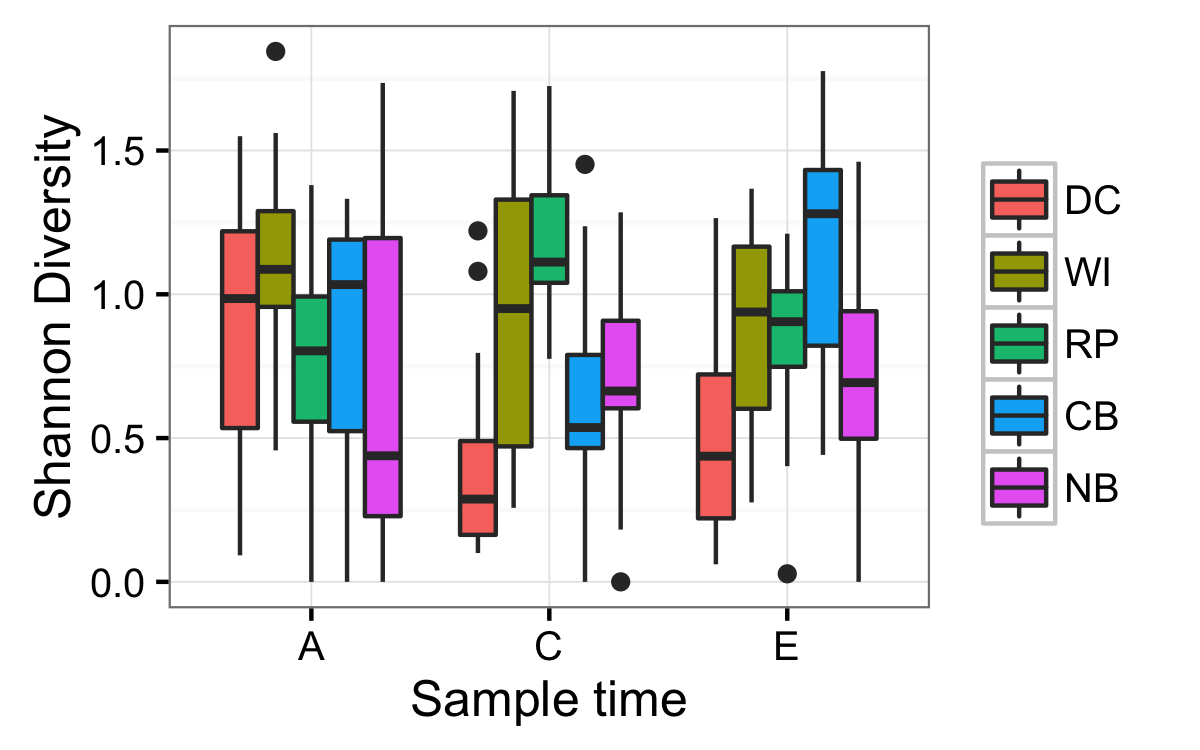 Shannon Diversity
1.5
1.0
0.5
0.0
A C E
Sample time
DC
WI
RP
CB
NB